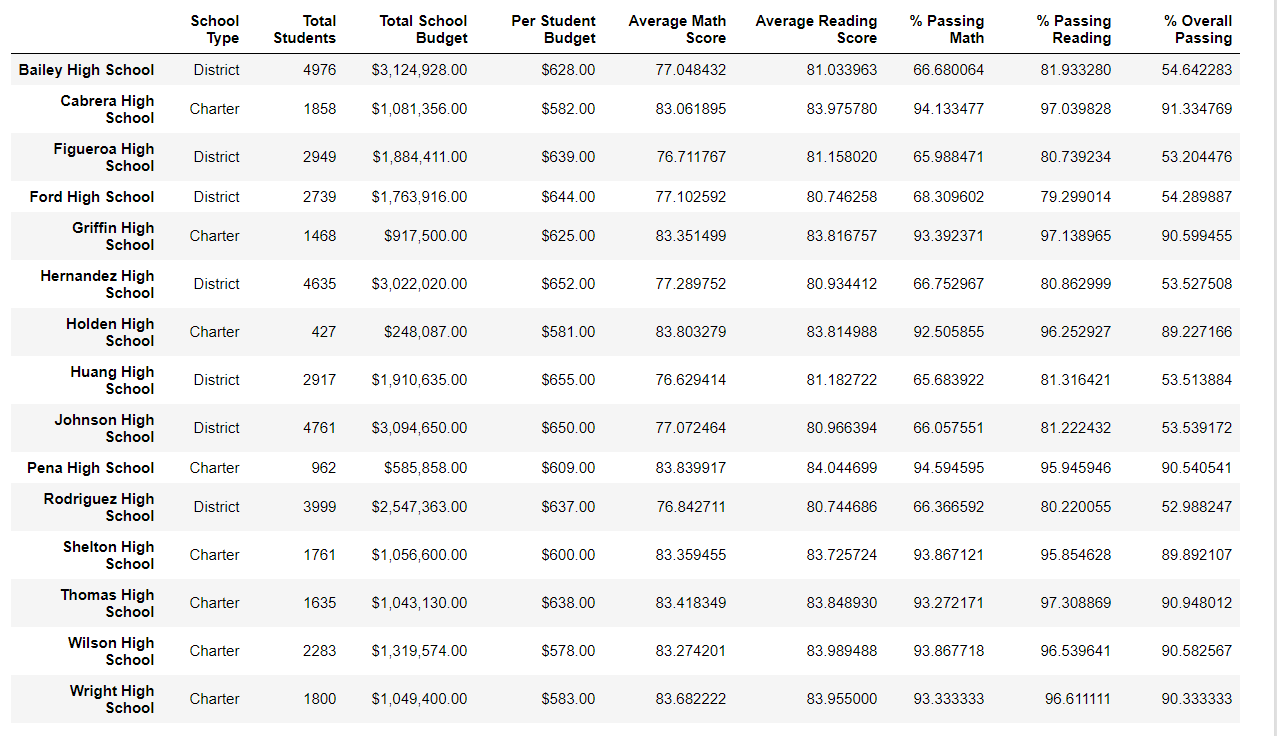 School Type Total Students Total School Budget Per Student Budget Average Math Score Average Reading Score % Passing Math % Passing Reading % Overall Passing
Bailey High School District 4976 $3,124,928.00 $628.00 77.048432 81.033963 66.680064 81.933280 54.642283
Cabrera High School Charter 1858 $1,081,356.00 $582.00 83.061895 83.975780 94.133477 97.039828 91.334769
Figueroa High School District 2949 $1,884,411.00 $639.00 76.711767 81.158020 65.988471 80.739234 53.204476
Ford High School District 2739 $1,763,916.00 $644.00 77.102592 80.746258 68.309602 79.299014 54.289887
Griffin High School Charter 1468 $917,500.00 $625.00 83.351499 83.816757 93.392371 97.138965 90.599455
Hernandez High School District 4635 $3,022,020.00 $652.00 77.289752 80.934412 66.752967 80.862999 53.527508
Holden High School Charter 427 $248,087.00 $581.00 83.803279 83.814988 92.505855 96.252927 89.227166
Huang High School District 2917 $1,910,635.00 $655.00 76.629414 81.182722 65.683922 81.316421 53.513884
Johnson High School District 4761 $3,094,650.00 $650.00 77.072464 80.966394 66.057551 81.222432 53.539172
Pena High School Charter 962 $585,858.00 $609.00 83.839917 84.044699 94.594595 95.945946 90.540541
Rodriguez High School District 3999 $2,547,363.00 $637.00 76.842711 80.744686 66.366592 80.220055 52.988247
Shelton High School Charter 1761 $1,056,600.00 $600.00 83.359455 83.725724 93.867121 95.854628 89.892107
Thomas High School Charter 1635 $1,043,130.00 $638.00 83.418349 83.848930 93.272171 97.308869 90.948012
Wilson High School Charter 2283 $1,319,574.00 $578.00 83.274201 83.989488 93.867718 96.539641 90.582567
Wright High School Charter 1800 $1,049,400.00 $583.00 83.682222 83.955000 93.333333 96.611111 90.333333